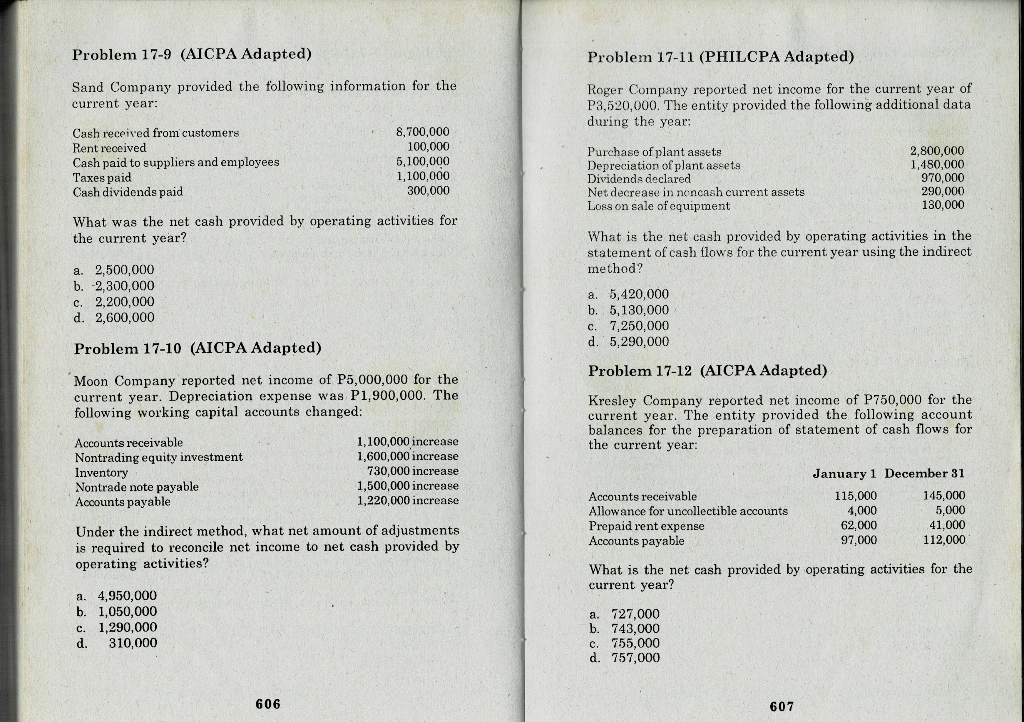 Problem 17-9 (AICPA Adapted)
Sand Company provided the following information for the
current year:
Cash received from customers 8,700,000
Rent received 100,000
Cash paid to suppliers and employees 5,100,000
Taxes paid 1,100,000
Cash dividends paid 300,000
What was the net cash provided by operating activities for
the current year?
a. 2,500,000
b. 2,300,000
c. 2,200,000
d. 2,600,000
Problem 17-10 (AICPA Adapted)
Moon Company reported net income of P5,000,000 for the
current year. Depreciation expense was P1,900,000. The
following working capital accounts changed:
Accounts receivable 1,100,000 increase
Nontrading equity investment 1,600,000 increase
Inventory 730,000 increase
Nontrade note payable 1,500,000 increase
Accounts payable 1,220,000 increase
Under the indirect method, what net amount of adjustments
is required to reconcile net income to net cash provided by
operating activities?
a. 4,950,000
b. 1,050,000
c. 1,290,000
d. 310,000
606
Problem 17-11 (PHILCPA Adapted)
Roger Company reported net income for the current year of
P3,520,000. The entity provided the following additional data
during the year:
Purchase of plant assets 2,800,000
Depreciation of plant assets 1,480,000
Dividends declared 970,000
Net decrease in noncash current assets 290,000
Loss on sale of equipment 130,000
What is the net cash provided by operating activities in the
statement of cash flows for the current year using the indirect
method?
a. 5,420,000
b. 5,130,000
c. 7,250,000
d. 5,290,000
Problem 17-12 (AICPA Adapted)
Kresley Company reported net income of P750,000 for the
current year. The entity provided the following account
balances for the preparation of statement of cash flows for
the current year:
January 1 December 31
Accounts receivable 115,000 145,000
Allowance for uncollectible accounts 4,000 5,000
Prepaid rent expense 62,000 41,000
Accounts payable 97,000 112,000
What is the net cash provided by operating activities for the
current year?
a. 727,000
b. 743,000
c. 755,000
d. 757,000
607